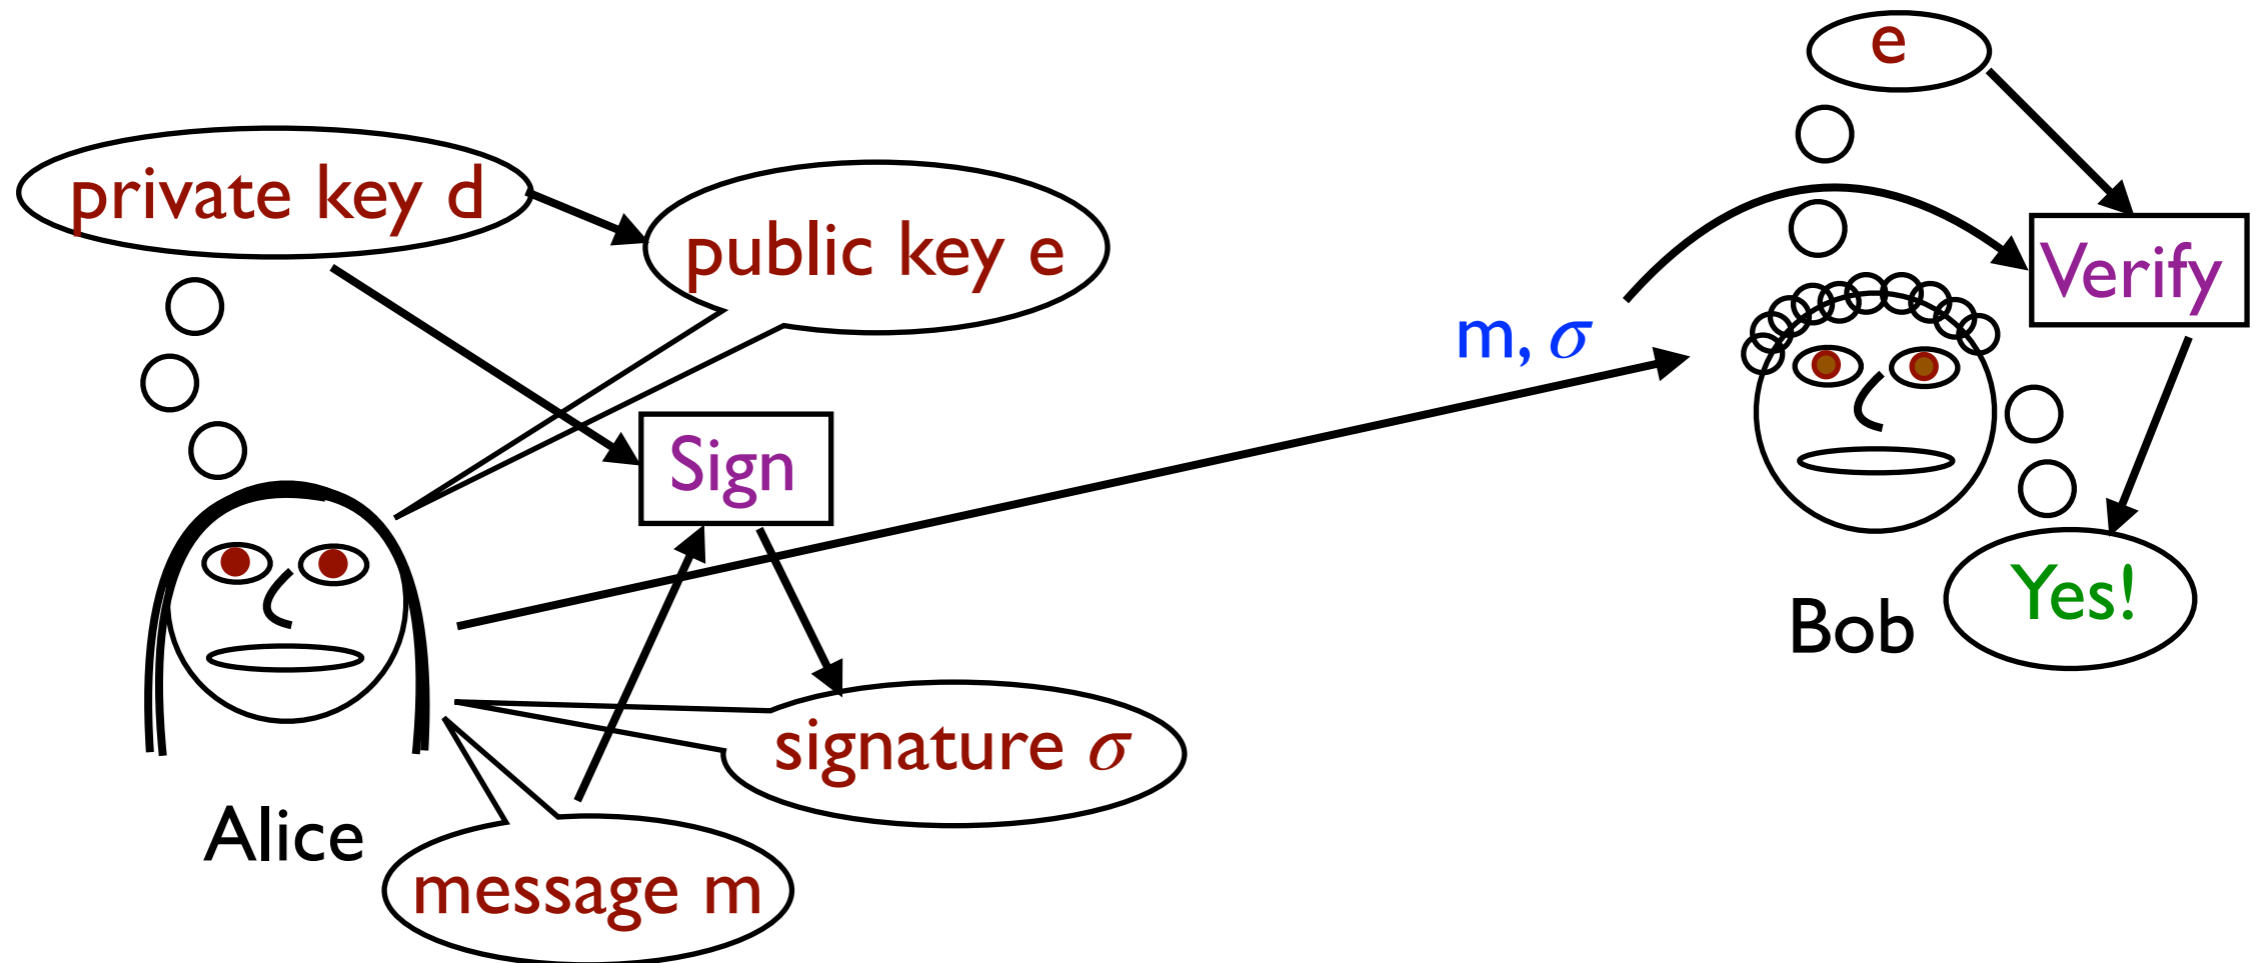 e
private key d
public key e
Verify
m, σ
Sign
Yes!
Bob
signature σ
Alice
message m